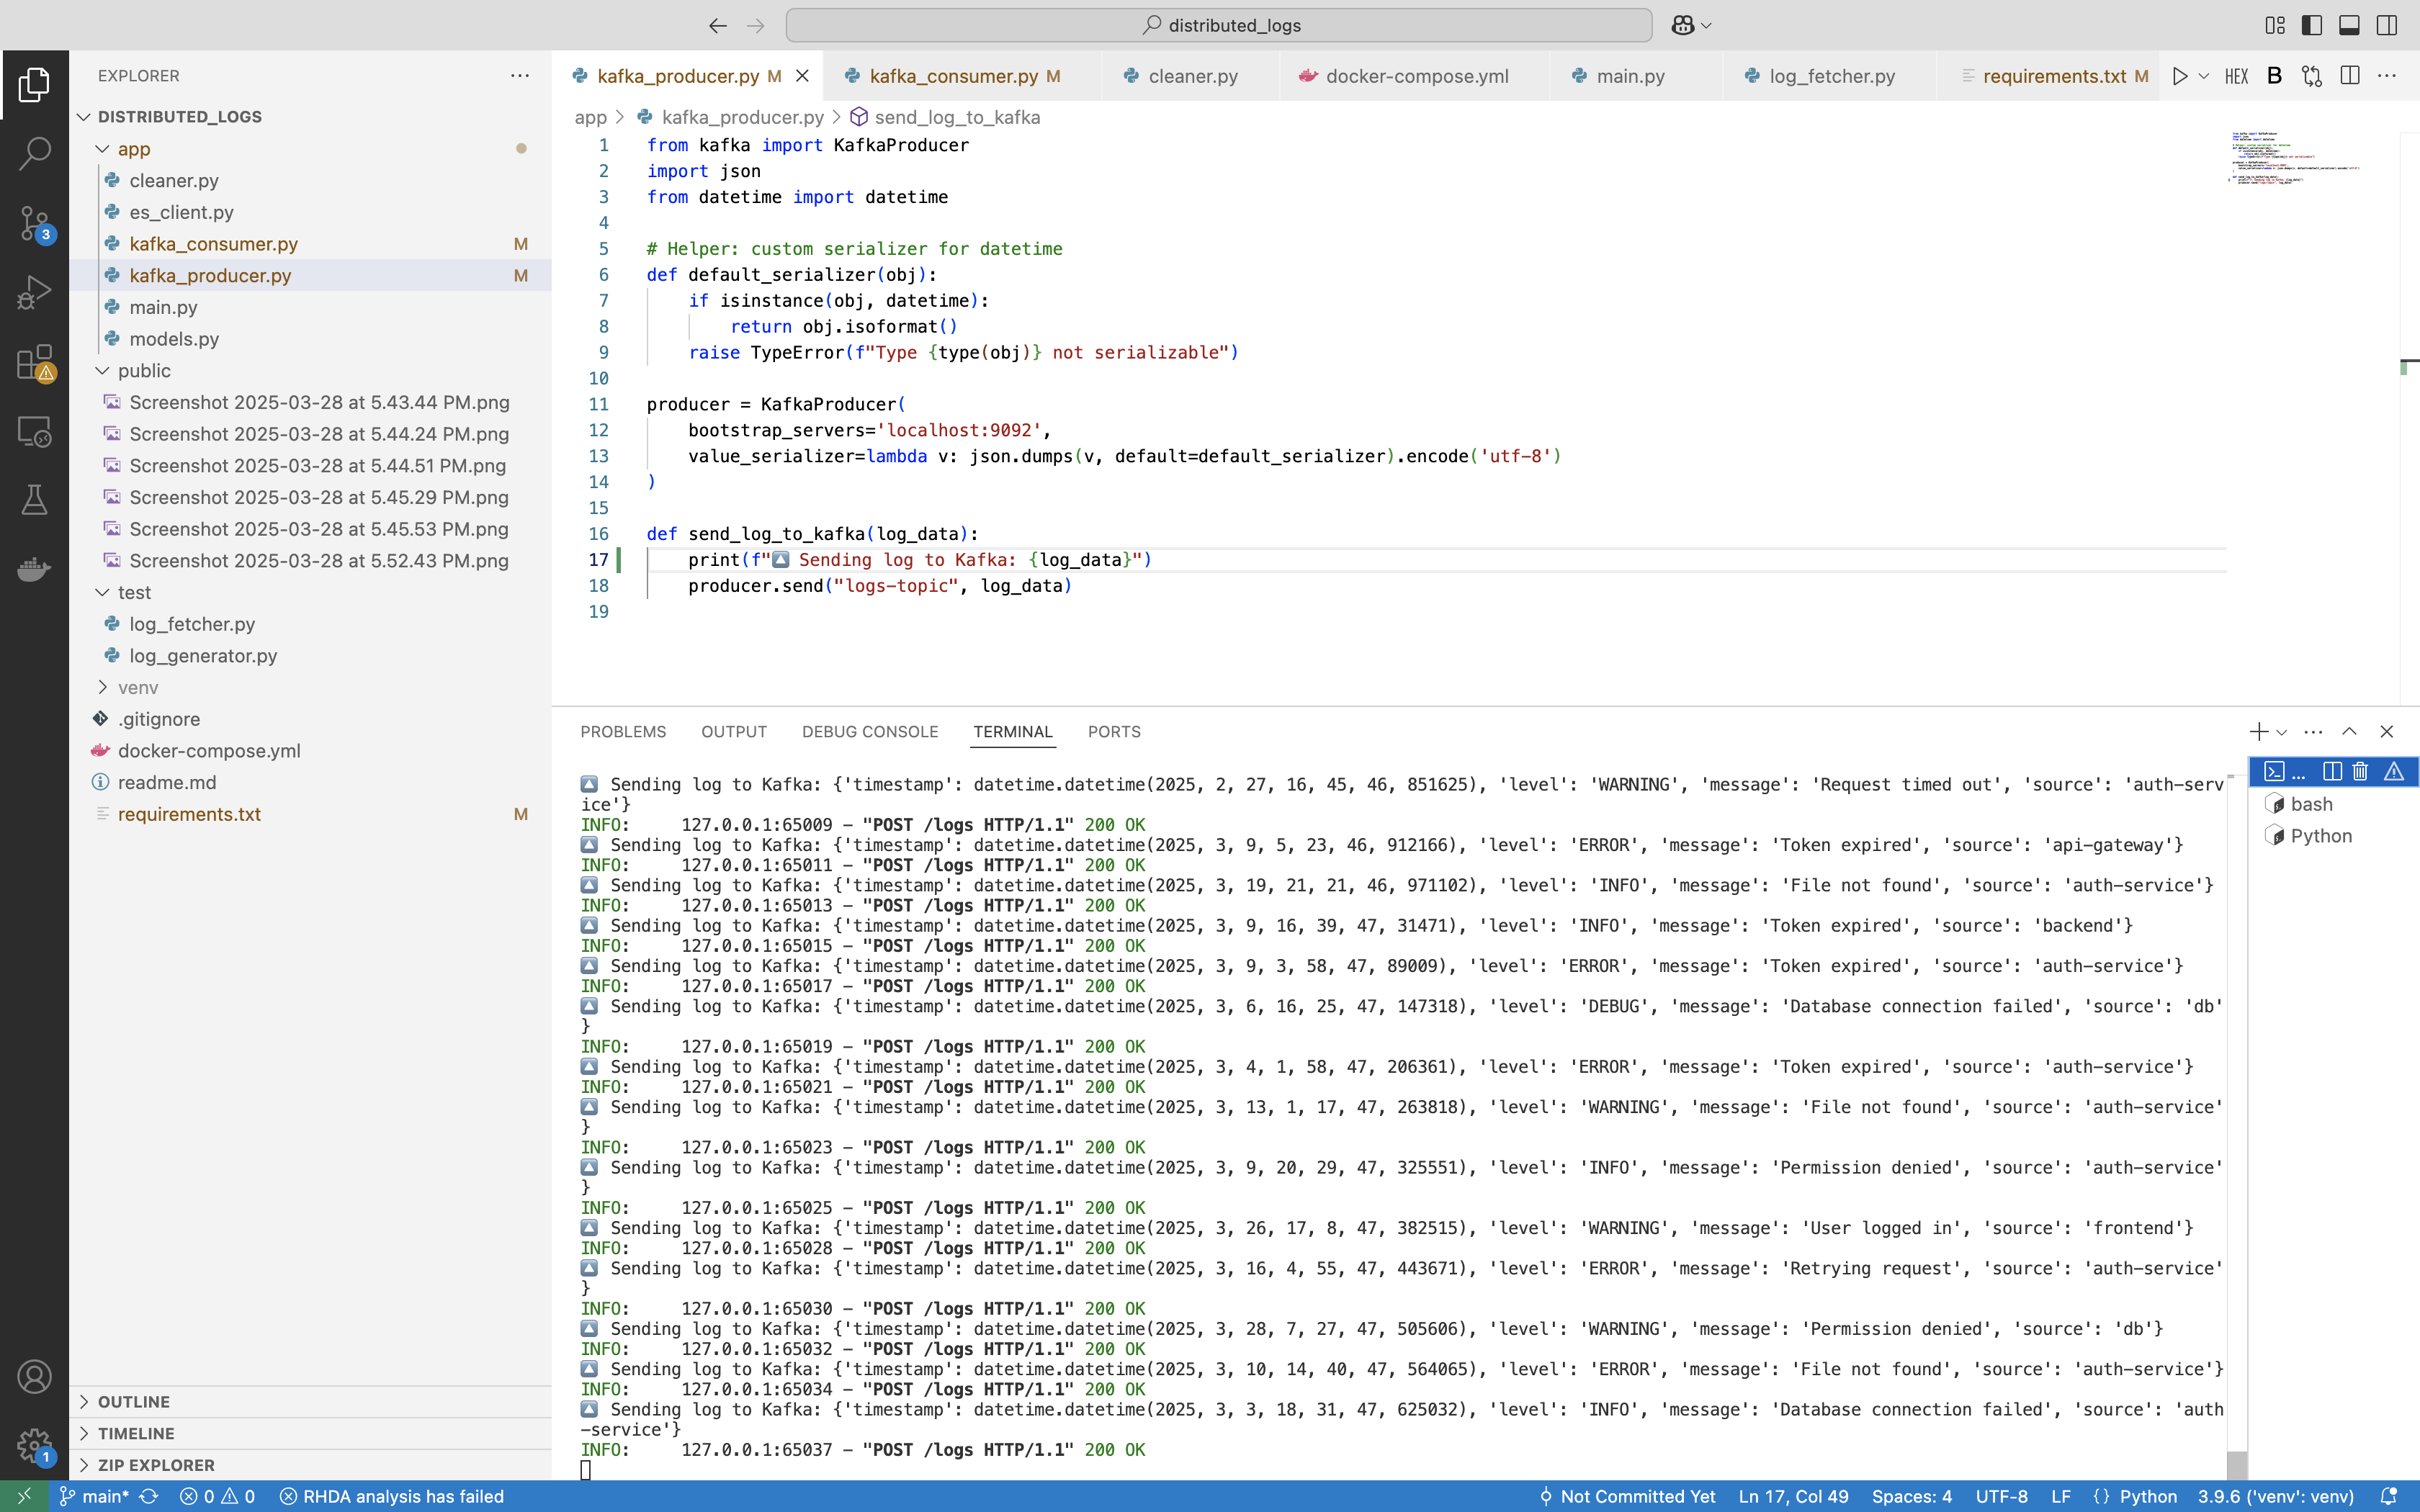 distributed_logs
EXPLORER
DISTRIBUTED_LOGS
app
cleaner.py
es_client.py
kafka_consumer.py M
kafka_producer.py M
main.py
models.py
public
Screenshot 2025-03-28 at 5.43.44 PM.png
Screenshot 2025-03-28 at 5.44.24 PM.png
Screenshot 2025-03-28 at 5.44.51 PM.png
Screenshot 2025-03-28 at 5.45.29 PM.png
Screenshot 2025-03-28 at 5.45.53 PM.png
Screenshot 2025-03-28 at 5.52.43 PM.png
test
log_fetcher.py
log_generator.py
venv
.gitignore
docker-compose.yml
readme.md
requirements.txt M
OUTLINE
TIMELINE
ZIP EXPLORER
3
1
kafka_producer.py M kafka_consumer.py M cleaner.py docker-compose.yml main.py log_fetcher.py requirements.txt M HEX B
app > kafka_producer.py > send_log_to_kafka
1 from kafka import KafkaProducer
2 import json
3 from datetime import datetime
4
5 # Helper: custom serializer for datetime
6 def default_serializer(obj):
7     if isinstance(obj, datetime):
8         return obj.isoformat()
9     raise TypeError(f"Type {type(obj)} not serializable")
10
11 producer = KafkaProducer(
12     bootstrap_servers='localhost:9092',
13     value_serializer=lambda v: json.dumps(v, default=default_serializer).encode('utf-8')
14 )
15
16 def send_log_to_kafka(log_data):
17     print(f"🔼 Sending log to Kafka: {log_data}")
18     producer.send("logs-topic", log_data)
19
PROBLEMS OUTPUT DEBUG CONSOLE TERMINAL PORTS
🔼 Sending log to Kafka: {'timestamp': datetime.datetime(2025, 2, 27, 16, 45, 46, 851625), 'level': 'WARNING', 'message': 'Request timed out', 'source': 'auth-serv
ice'}
INFO:     127.0.0.1:65009 - "POST /logs HTTP/1.1" 200 OK
🔼 Sending log to Kafka: {'timestamp': datetime.datetime(2025, 3, 9, 5, 23, 46, 912166), 'level': 'ERROR', 'message': 'Token expired', 'source': 'api-gateway'}
INFO:     127.0.0.1:65011 - "POST /logs HTTP/1.1" 200 OK
🔼 Sending log to Kafka: {'timestamp': datetime.datetime(2025, 3, 19, 21, 21, 46, 971102), 'level': 'INFO', 'message': 'File not found', 'source': 'auth-service'}
INFO:     127.0.0.1:65013 - "POST /logs HTTP/1.1" 200 OK
🔼 Sending log to Kafka: {'timestamp': datetime.datetime(2025, 3, 9, 16, 39, 47, 31471), 'level': 'INFO', 'message': 'Token expired', 'source': 'backend'}
INFO:     127.0.0.1:65015 - "POST /logs HTTP/1.1" 200 OK
🔼 Sending log to Kafka: {'timestamp': datetime.datetime(2025, 3, 9, 3, 58, 47, 89009), 'level': 'ERROR', 'message': 'Token expired', 'source': 'auth-service'}
INFO:     127.0.0.1:65017 - "POST /logs HTTP/1.1" 200 OK
🔼 Sending log to Kafka: {'timestamp': datetime.datetime(2025, 3, 6, 16, 25, 47, 147318), 'level': 'DEBUG', 'message': 'Database connection failed', 'source': 'db'
}
INFO:     127.0.0.1:65019 - "POST /logs HTTP/1.1" 200 OK
🔼 Sending log to Kafka: {'timestamp': datetime.datetime(2025, 3, 4, 1, 58, 47, 206361), 'level': 'ERROR', 'message': 'Token expired', 'source': 'auth-service'}
INFO:     127.0.0.1:65021 - "POST /logs HTTP/1.1" 200 OK
🔼 Sending log to Kafka: {'timestamp': datetime.datetime(2025, 3, 13, 1, 17, 47, 263818), 'level': 'WARNING', 'message': 'File not found', 'source': 'auth-service'
}
INFO:     127.0.0.1:65023 - "POST /logs HTTP/1.1" 200 OK
🔼 Sending log to Kafka: {'timestamp': datetime.datetime(2025, 3, 9, 20, 29, 47, 325551), 'level': 'INFO', 'message': 'Permission denied', 'source': 'auth-service'
}
INFO:     127.0.0.1:65025 - "POST /logs HTTP/1.1" 200 OK
🔼 Sending log to Kafka: {'timestamp': datetime.datetime(2025, 3, 26, 17, 8, 47, 382515), 'level': 'WARNING', 'message': 'User logged in', 'source': 'frontend'}
INFO:     127.0.0.1:65028 - "POST /logs HTTP/1.1" 200 OK
🔼 Sending log to Kafka: {'timestamp': datetime.datetime(2025, 3, 16, 4, 55, 47, 443671), 'level': 'ERROR', 'message': 'Retrying request', 'source': 'auth-service'
}
INFO:     127.0.0.1:65030 - "POST /logs HTTP/1.1" 200 OK
🔼 Sending log to Kafka: {'timestamp': datetime.datetime(2025, 3, 28, 7, 27, 47, 505606), 'level': 'WARNING', 'message': 'Permission denied', 'source': 'db'}
INFO:     127.0.0.1:65032 - "POST /logs HTTP/1.1" 200 OK
🔼 Sending log to Kafka: {'timestamp': datetime.datetime(2025, 3, 10, 14, 40, 47, 564065), 'level': 'ERROR', 'message': 'File not found', 'source': 'auth-service'}
INFO:     127.0.0.1:65034 - "POST /logs HTTP/1.1" 200 OK
🔼 Sending log to Kafka: {'timestamp': datetime.datetime(2025, 3, 3, 18, 31, 47, 625032), 'level': 'INFO', 'message': 'Database connection failed', 'source': 'auth
-service'}
INFO:     127.0.0.1:65037 - "POST /logs HTTP/1.1" 200 OK
...
bash
Python
main* 0 0 RHDA analysis has failed Not Committed Yet Ln 17, Col 49 Spaces: 4 UTF-8 LF {} Python 3.9.6 ('venv': venv)